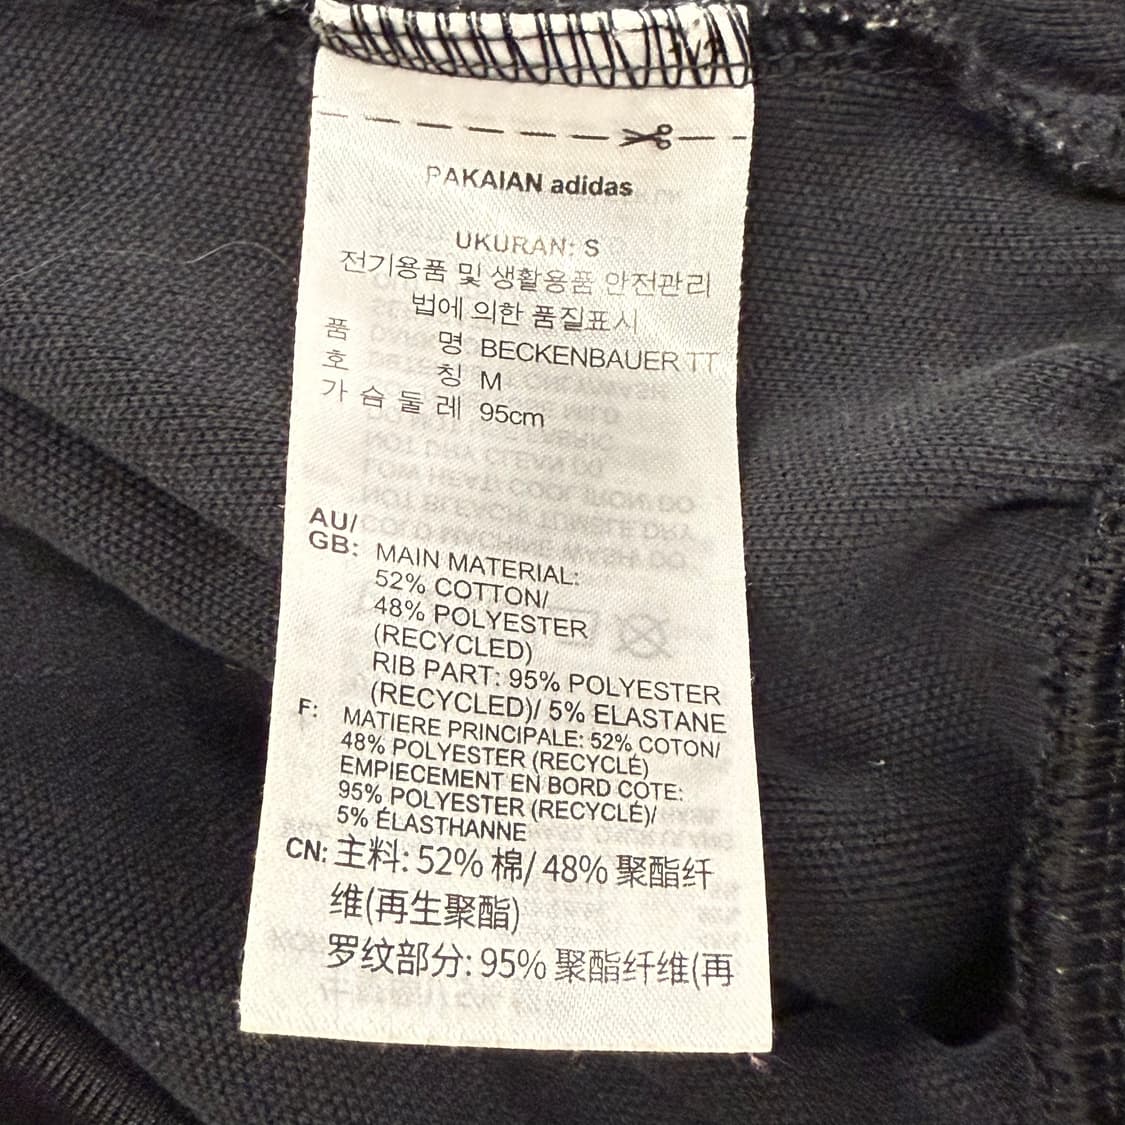 PAKAIAN adidas
UKURAN: S
전기용품 및 생활용품 안전관리
법에 의한 품질표시
품 명 BECKENBAUER TT
호 칭 M
가 슴 둘 레 95cm
AU/
GB: MAIN MATERIAL:
52% COTTON/
48% POLYESTER
(RECYCLED)
RIB PART: 95% POLYESTER
(RECYCLED)/ 5% ELASTANE
F: MATIERE PRINCIPALE: 52% COTON/
48% POLYESTER (RECYCLÉ)
EMPIECEMENT EN BORD COTE:
95% POLYESTER (RECYCLÉ)/
5% ÉLASTHANNE
CN: 主料: 52% 棉/ 48% 聚酯纤
维(再生聚酯)
罗纹部分: 95% 聚酯纤维(再